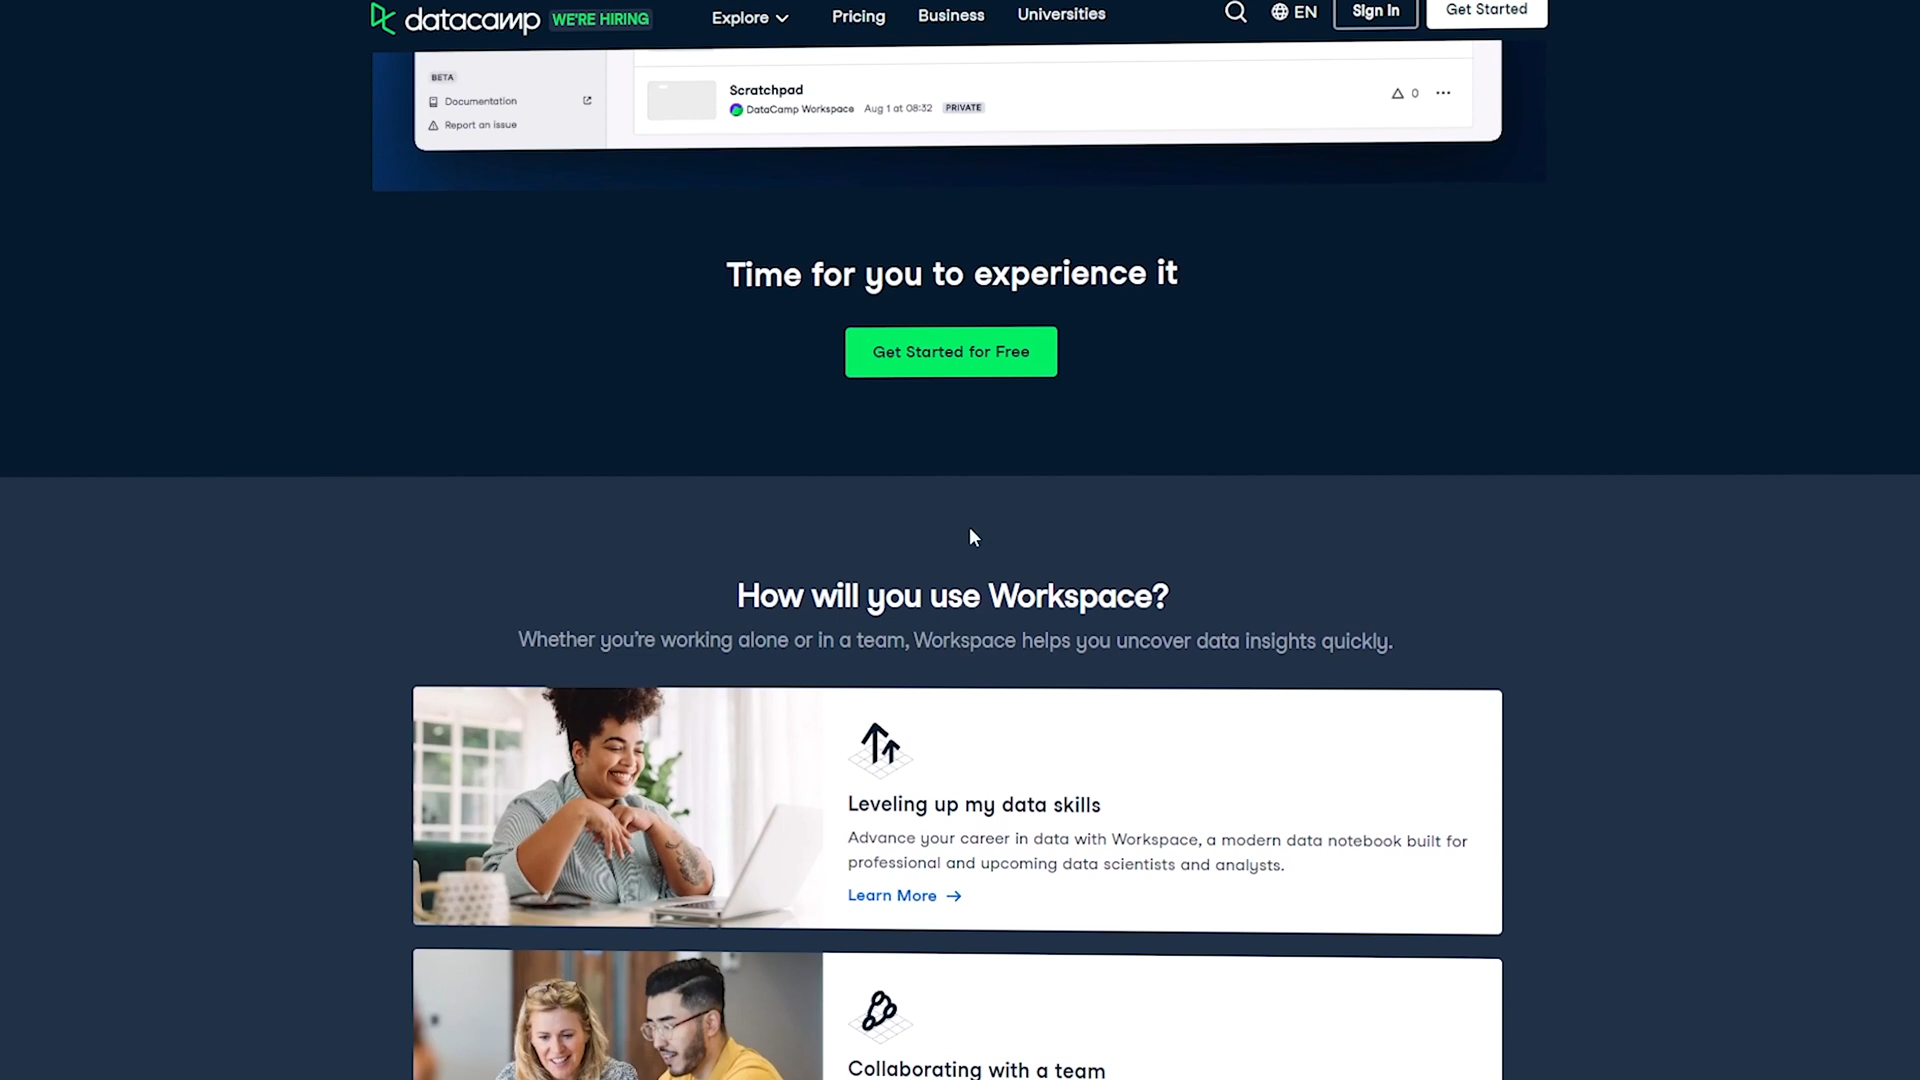 datacamp WE'RE HIRING Explore Pricing Business Universities EN Sign In Get Started
BETA
Documentation
Report an issue
Scratchpad
DataCamp Workspace Aug 1 at 08:32 PRIVATE
0
Time for you to experience it
Get Started for Free
How will you use Workspace?
Whether you're working alone or in a team, Workspace helps you uncover data insights quickly.
Leveling up my data skills
Advance your career in data with Workspace, a modern data notebook built for
professional and upcoming data scientists and analysts.
Learn More →
Collaborating with a team